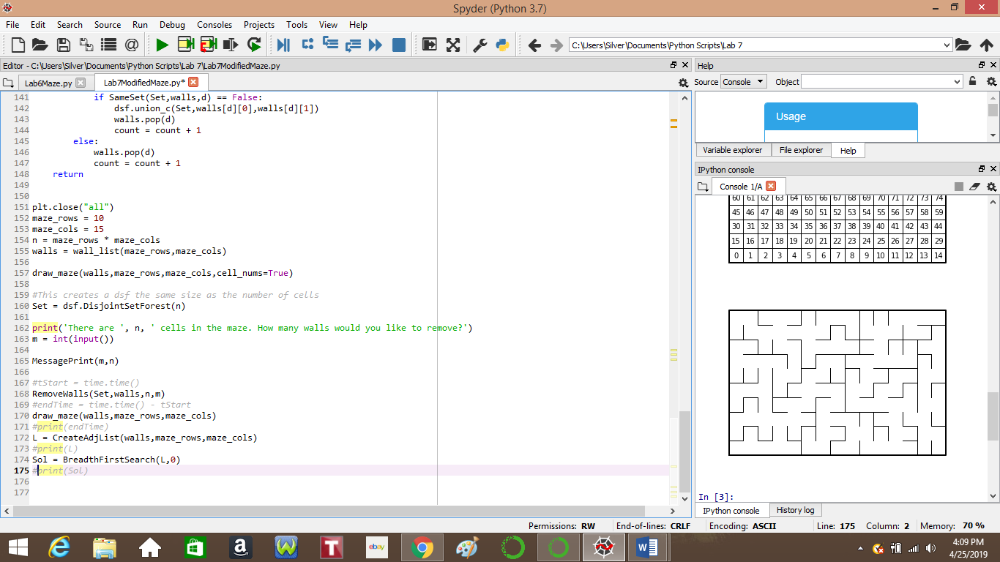 Spyder (Python 3.7)
File Edit Search Source Run Debug Consoles Projects Tools View Help
C:\Users\Silver\Documents\Python Scripts\Lab 7
Editor - C:\Users\Silver\Documents\Python Scripts\Lab 7\Lab7ModifiedMaze.py
Lab6Maze.py Lab7ModifiedMaze.py*
141 if SameSet(Set,walls,d) == False:
142 dsf.union_c(Set,walls[d][0],walls[d][1])
143 walls.pop(d)
144 count = count + 1
145 else:
146 walls.pop(d)
147 count = count + 1
148 return
149
150
151 plt.close("all")
152 maze_rows = 10
153 maze_cols = 15
154 n = maze_rows * maze_cols
155 walls = wall_list(maze_rows,maze_cols)
156
157 draw_maze(walls,maze_rows,maze_cols,cell_nums=True)
158
159 #This creates a dsf the same size as the number of cells
160 Set = dsf.DisjointSetForest(n)
161
162 print('There are ', n, ' cells in the maze. How many walls would you like to remove?')
163 m = int(input())
164
165 MessagePrint(m,n)
166
167 #tStart = time.time()
168 RemoveWalls(Set,walls,n,m)
169 #endTime = time.time() - tStart
170 draw_maze(walls,maze_rows,maze_cols)
171 #print(endTime)
172 L = CreateAdjList(walls,maze_rows,maze_cols)
173 #print(L)
174 Sol = BreadthFirstSearch(L,0)
175 #print(Sol)
176
177
Help
Source Console Object
Usage
Variable explorer File explorer Help
IPython console
Console 1/A
60 61 62 63 64 65 66 67 68 69 70 71 72 73 74
45 46 47 48 49 50 51 52 53 54 55 56 57 58 59
30 31 32 33 34 35 36 37 38 39 40 41 42 43 44
15 16 17 18 19 20 21 22 23 24 25 26 27 28 29
0 1 2 3 4 5 6 7 8 9 10 11 12 13 14
In [3]:
IPython console History log
Permissions: RW End-of-lines: CRLF Encoding: ASCII Line: 175 Column: 2 Memory: 70 %
a W T ebay W
4:09 PM
4/25/2019